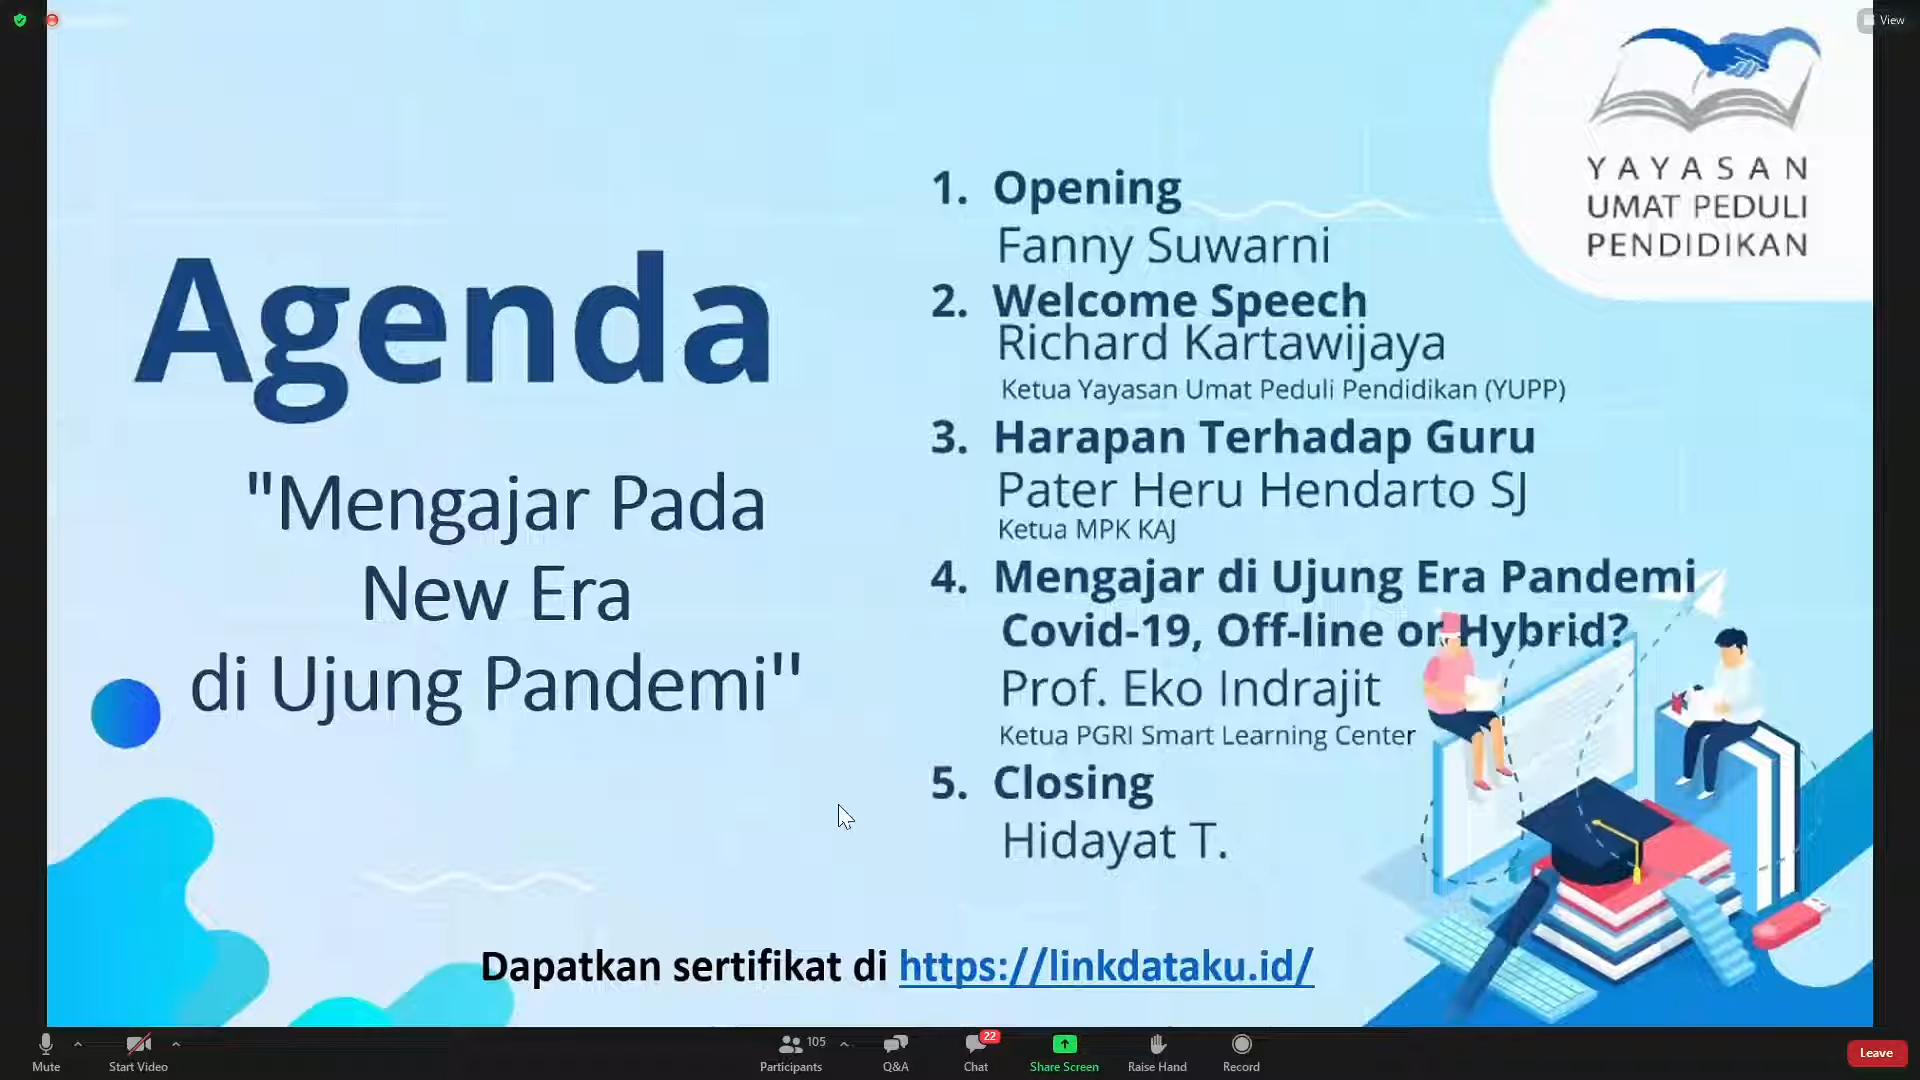 View
YAYASAN
UMAT PEDULI
PENDIDIKAN
Agenda
"Mengajar Pada
New Era
di Ujung Pandemi"
1. Opening
Fanny Suwarni
2. Welcome Speech
Richard Kartawijaya
Ketua Yayasan Umat Peduli Pendidikan (YUPP)
3. Harapan Terhadap Guru
Pater Heru Hendarto SJ
Ketua MPK KAJ
4. Mengajar di Ujung Era Pandemi
Covid-19, Off-line or Hybrid?
Prof. Eko Indrajit
Ketua PGRI Smart Learning Center
5. Closing
Hidayat T.
Dapatkan sertifikat di https://linkdataku.id/
Mute
Start Video
105
Participants
Q&A
22
Chat
Share Screen
Raise Hand
Record
Leave